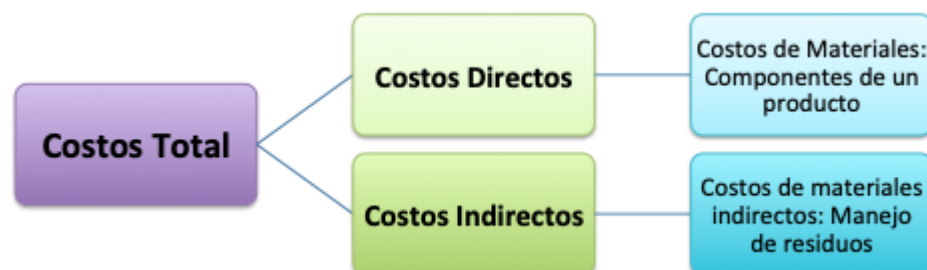 Costos Total
Costos Directos
Costos de Materiales:
Componentes de un
producto
Costos Indirectos
Costos de materiales
indirectos: Manejo
de residuos